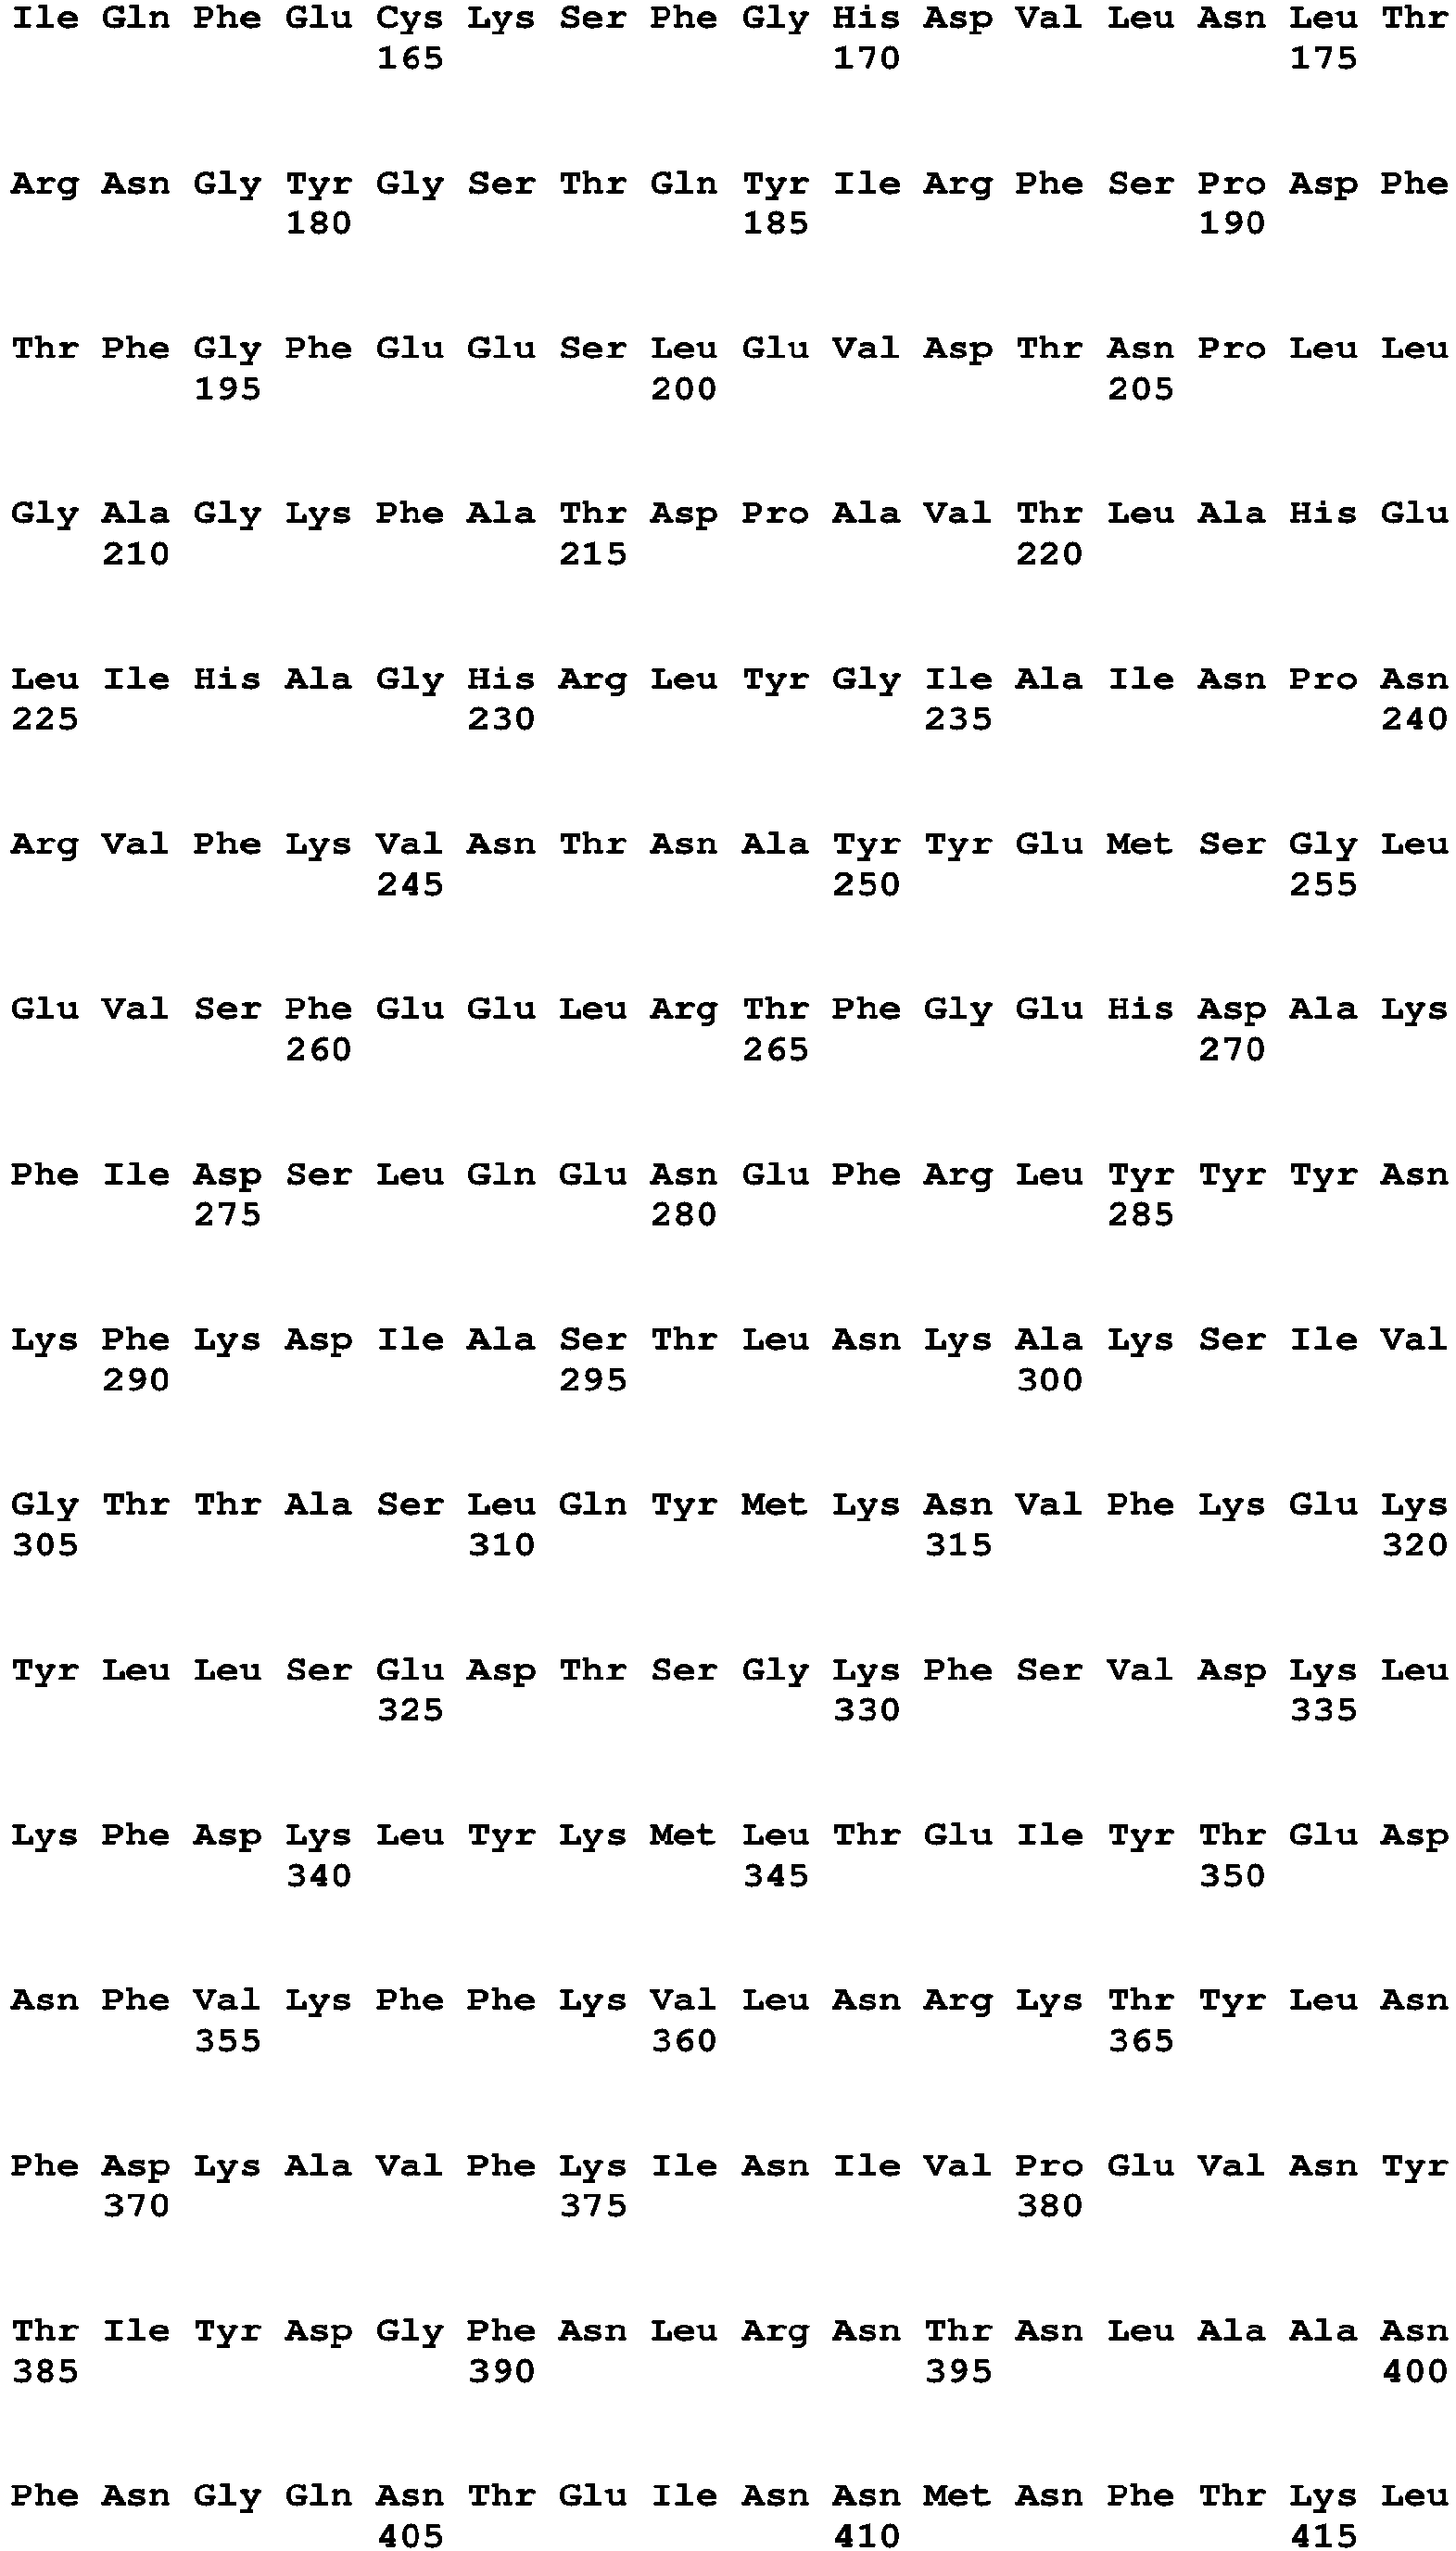 Ile Gln Phe Glu Cys Lys Ser Phe Gly His Asp Val Leu Asn Leu Thr
165 170 175
Arg Asn Gly Tyr Gly Ser Thr Gln Tyr Ile Arg Phe Ser Pro Asp Phe
180 185 190
Thr Phe Gly Phe Glu Glu Ser Leu Glu Val Asp Thr Asn Pro Leu Leu
195 200 205
Gly Ala Gly Lys Phe Ala Thr Asp Pro Ala Val Thr Leu Ala His Glu
210 215 220
Leu Ile His Ala Gly His Arg Leu Tyr Gly Ile Ala Ile Asn Pro Asn
225 230 235 240
Arg Val Phe Lys Val Asn Thr Asn Ala Tyr Tyr Glu Met Ser Gly Leu
245 250 255
Glu Val Ser Phe Glu Glu Leu Arg Thr Phe Gly Glu His Asp Ala Lys
260 265 270
Phe Ile Asp Ser Leu Gln Glu Asn Glu Phe Arg Leu Tyr Tyr Tyr Asn
275 280 285
Lys Phe Lys Asp Ile Ala Ser Thr Leu Asn Lys Ala Lys Ser Ile Val
290 295 300
Gly Thr Thr Ala Ser Leu Gln Tyr Met Lys Asn Val Phe Lys Glu Lys
305 310 315 320
Tyr Leu Leu Ser Glu Asp Thr Ser Gly Lys Phe Ser Val Asp Lys Leu
325 330 335
Lys Phe Asp Lys Leu Tyr Lys Met Leu Thr Glu Ile Tyr Thr Glu Asp
340 345 350
Asn Phe Val Lys Phe Phe Lys Val Leu Asn Arg Lys Thr Tyr Leu Asn
355 360 365
Phe Asp Lys Ala Val Phe Lys Ile Asn Ile Val Pro Glu Val Asn Tyr
370 375 380
Thr Ile Tyr Asp Gly Phe Asn Leu Arg Asn Thr Asn Leu Ala Ala Asn
385 390 395 400
Phe Asn Gly Gln Asn Thr Glu Ile Asn Asn Met Asn Phe Thr Lys Leu
405 410 415